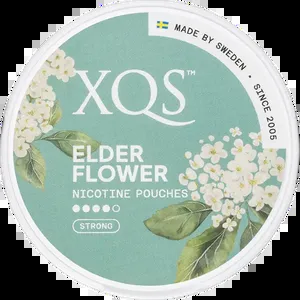 MADE BY SWEDEN • SINCE 2005
XQS™
ELDER
FLOWER
NICOTINE POUCHES
STRONG